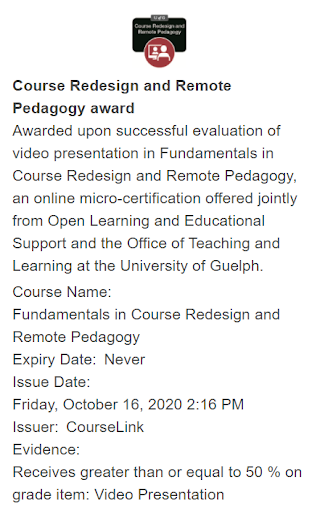 Course Redesign and
Remote Pedagogy
Course Redesign and Remote
Pedagogy award
Awarded upon successful evaluation of
video presentation in Fundamentals in
Course Redesign and Remote Pedagogy,
an online micro-certification offered jointly
from Open Learning and Educational
Support and the Office of Teaching and
Learning at the University of Guelph.
Course Name:
Fundamentals in Course Redesign and
Remote Pedagogy
Expiry Date:  Never
Issue Date:
Friday, October 16, 2020 2:16 PM
Issuer:  CourseLink
Evidence:
Receives greater than or equal to 50 % on
grade item: Video Presentation